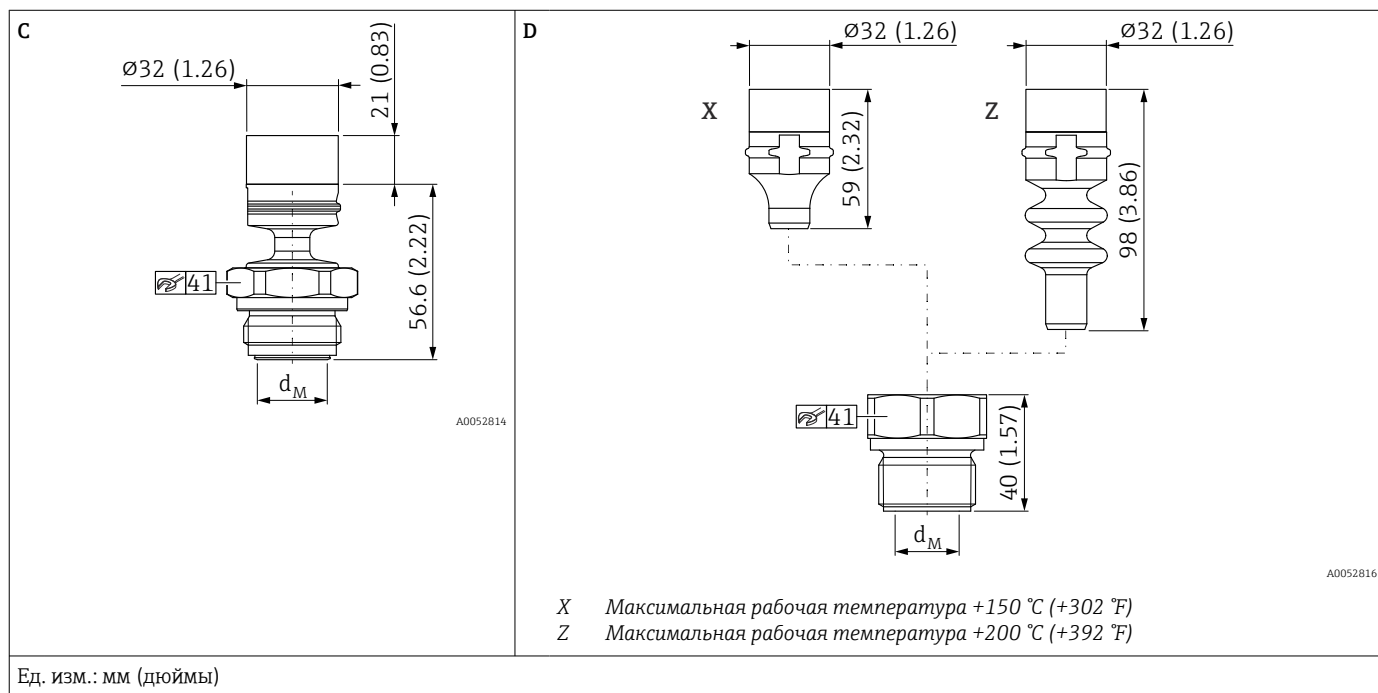 C
Ø32 (1.26)
21 (0.83)
56.6 (2.22)
41
dM
A0052814
D
Ø32 (1.26)
Ø32 (1.26)
X
Z
59 (2.32)
98 (3.86)
41
40 (1.57)
dM
A0052816
X Максимальная рабочая температура +150 °C (+302 °F)
Z Максимальная рабочая температура +200 °C (+392 °F)
Ед. изм.: мм (дюймы)